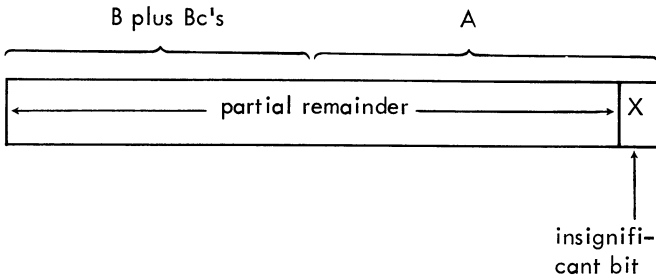 B plus Bc's
A
partial remainder
X
insignifi-
cant bit